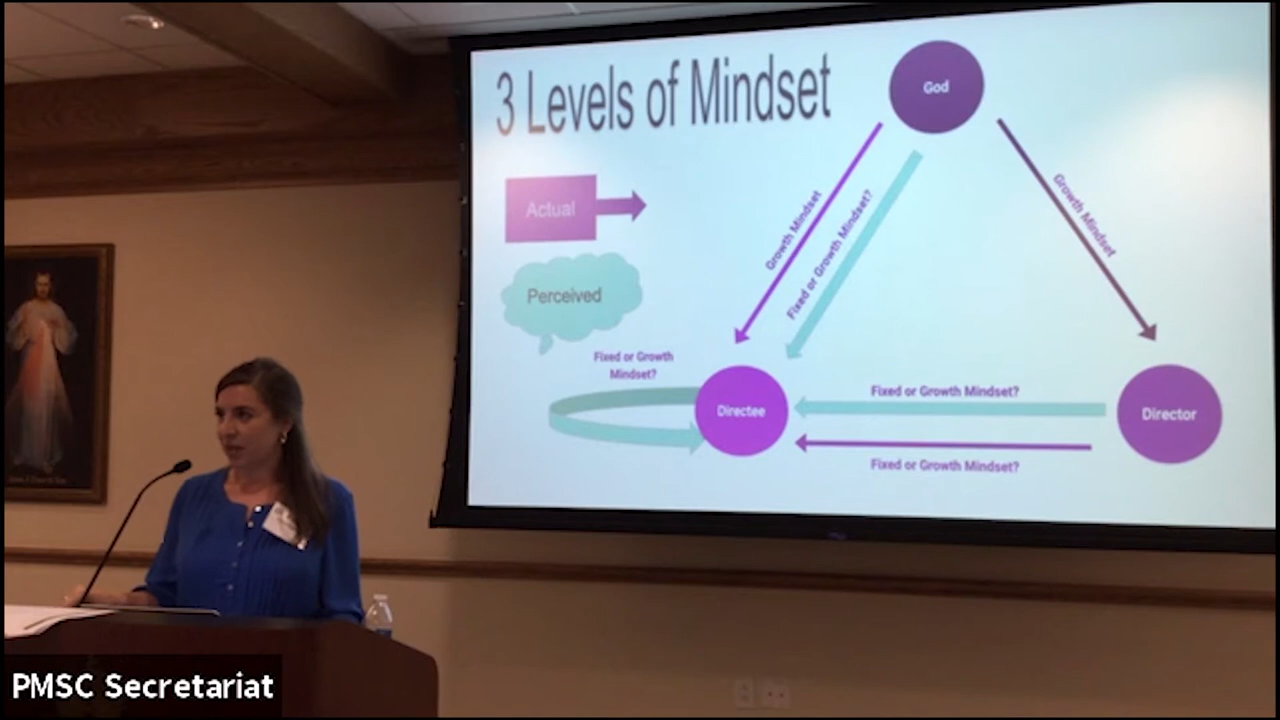 3 Levels of Mindset
God
Actual
Growth Mindset
Fixed or Growth Mindset?
Growth Mindset
Perceived
Fixed or Growth
Mindset?
Directee
Fixed or Growth Mindset?
Director
Fixed or Growth Mindset?
PMSC Secretariat